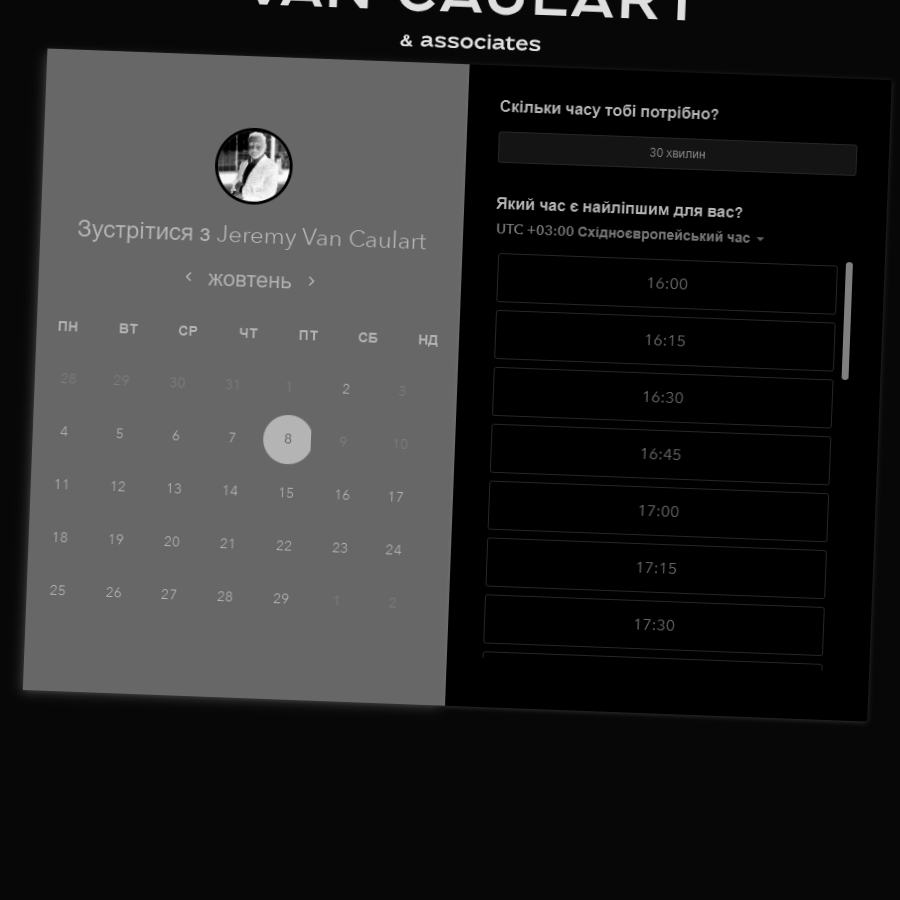 VAN CAULART
& associates
Зустрітися з Jeremy Van Caulart
‹ жовтень ›
ПН ВТ СР ЧТ ПТ СБ НД
28 29 30 31 1 2 3
4 5 6 7 8 9 10
11 12 13 14 15 16 17
18 19 20 21 22 23 24
25 26 27 28 29 1 2
Скільки часу тобі потрібно?
30 хвилин
Який час є найліпшим для вас?
UTC +03:00 Східноєвропейський час
16:00
16:15
16:30
16:45
17:00
17:15
17:30